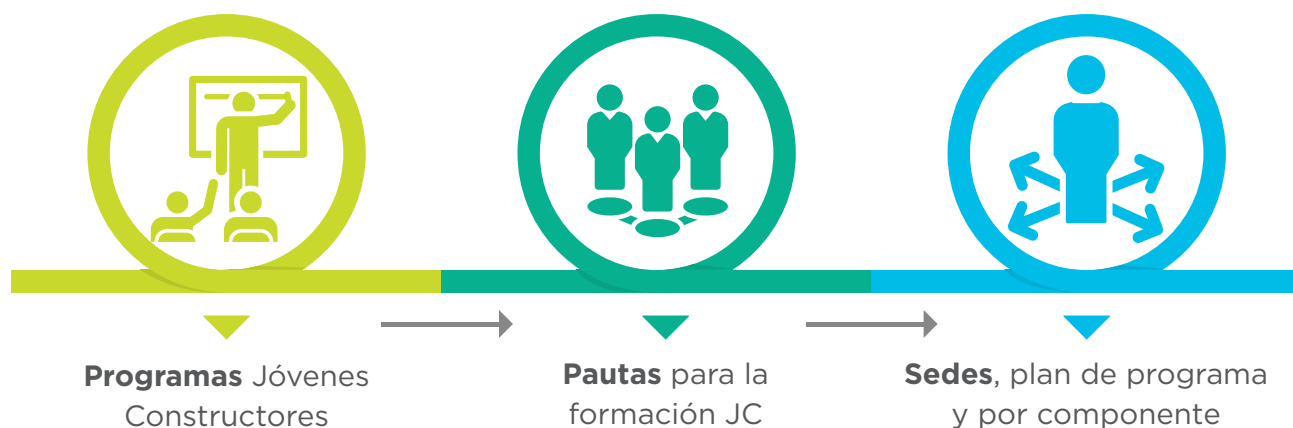 Programas Jóvenes
Constructores
Pautas para la
formación JC
Sedes, plan de programa
y por componente